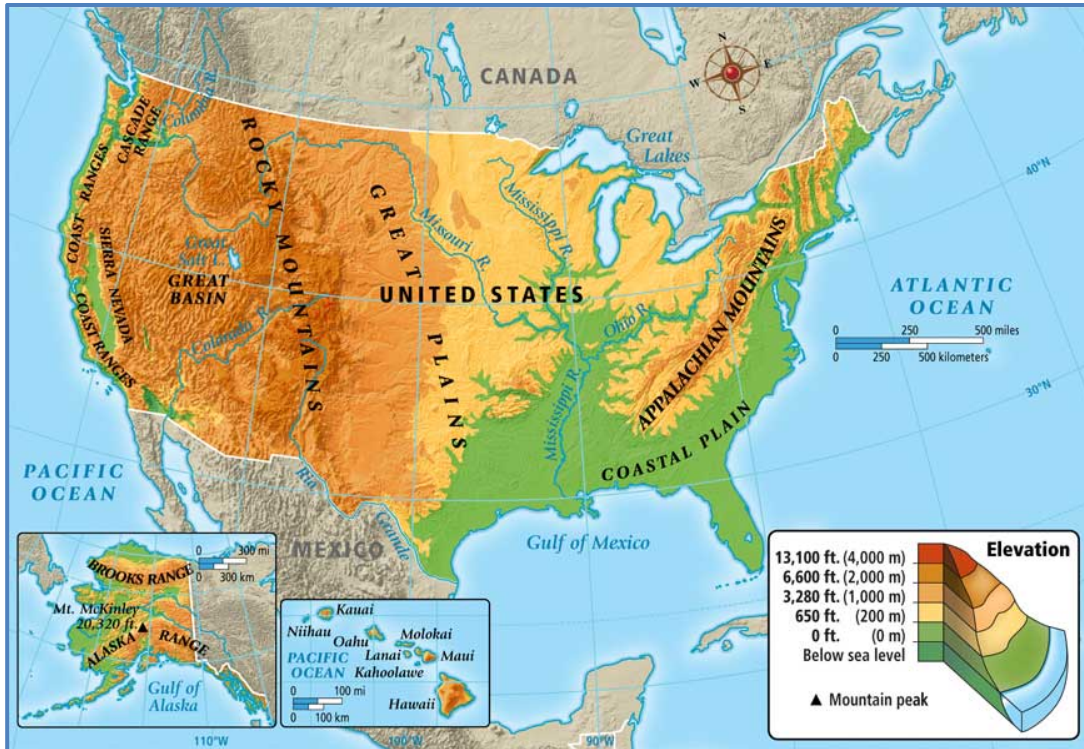 CANADA
N
W
E
S
Columbia R.
CASCADE
RANGE
COAST RANGES
ROCKY MOUNTAINS
Great
Lakes
40°N
GREAT PLAINS
Mississippi R.
Missouri
R.
SIERRA NEVADA
Great
Salt L.
GREAT
BASIN
UNITED STATES
APPALACHIAN MOUNTAINS
ATLANTIC
OCEAN
0 250 500 miles
0 250 500 kilometers
COAST RANGES
Colorado R.
Ohio R.
Mississippi R.
30°N
COASTAL PLAIN
PACIFIC
OCEAN
Rio Grande
MEXICO
Gulf of Mexico
0 300 mi
0 300 km
BROOKS RANGE
Mt. McKinley
20,320 ft.
ALASKA RANGE
Gulf of
Alaska
Kauai
Niihau
Oahu
Molokai
Lanai
Maui
Kahoolawe
PACIFIC
OCEAN
0 100 mi
0 100 km
Hawaii
Elevation
13,100 ft. (4,000 m)
6,600 ft. (2,000 m)
3,280 ft. (1,000 m)
650 ft. (200 m)
0 ft. (0 m)
Below sea level
▲ Mountain peak
110°W
100°W
90°W